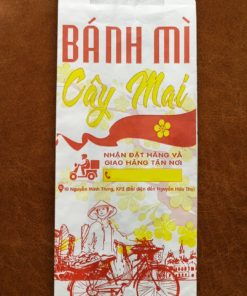 BÁNH MÌ
Cây Mai
NHẬN ĐẶT HÀNG VÀ
GIAO HÀNG TẬN NƠI